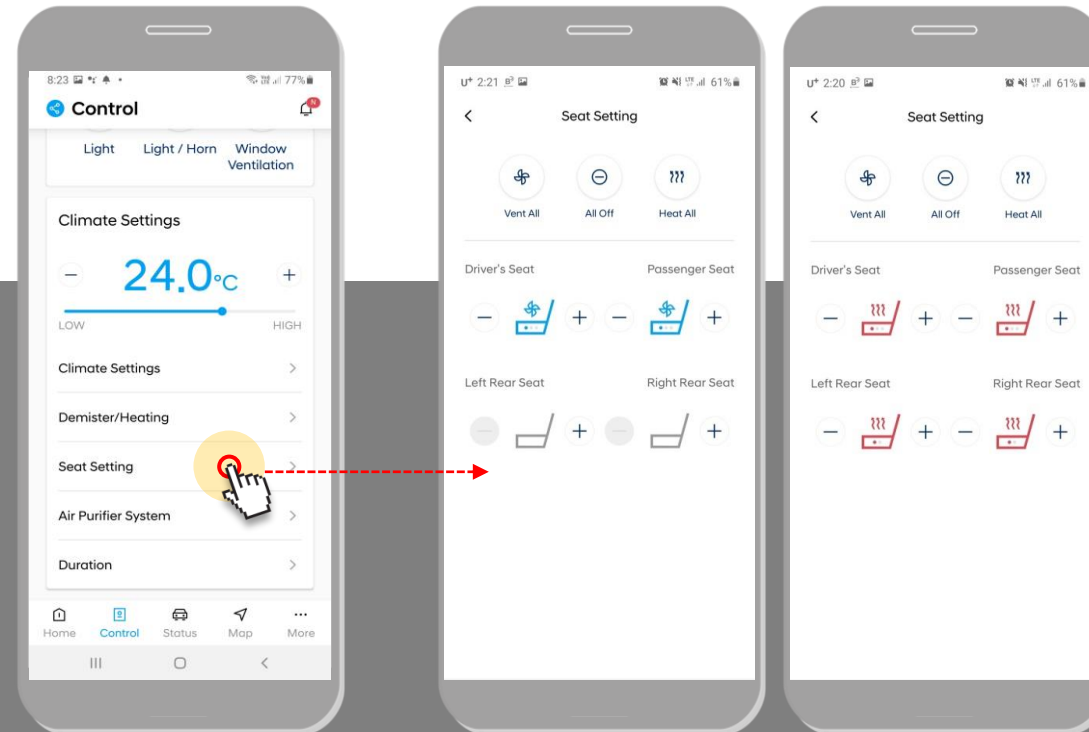 8:23 77%
Control
N
Light Light / Horn Window
Ventilation
Climate Settings
24.0°C
LOW HIGH
Climate Settings
Demister/Heating
Seat Setting
Air Purifier System
Duration
Home Control Status Map More
U+ 2:21 61%
Seat Setting
Vent All All Off Heat All
Driver's Seat Passenger Seat
Left Rear Seat Right Rear Seat
U+ 2:20 61%
Seat Setting
Vent All All Off Heat All
Driver's Seat Passenger Seat
Left Rear Seat Right Rear Seat